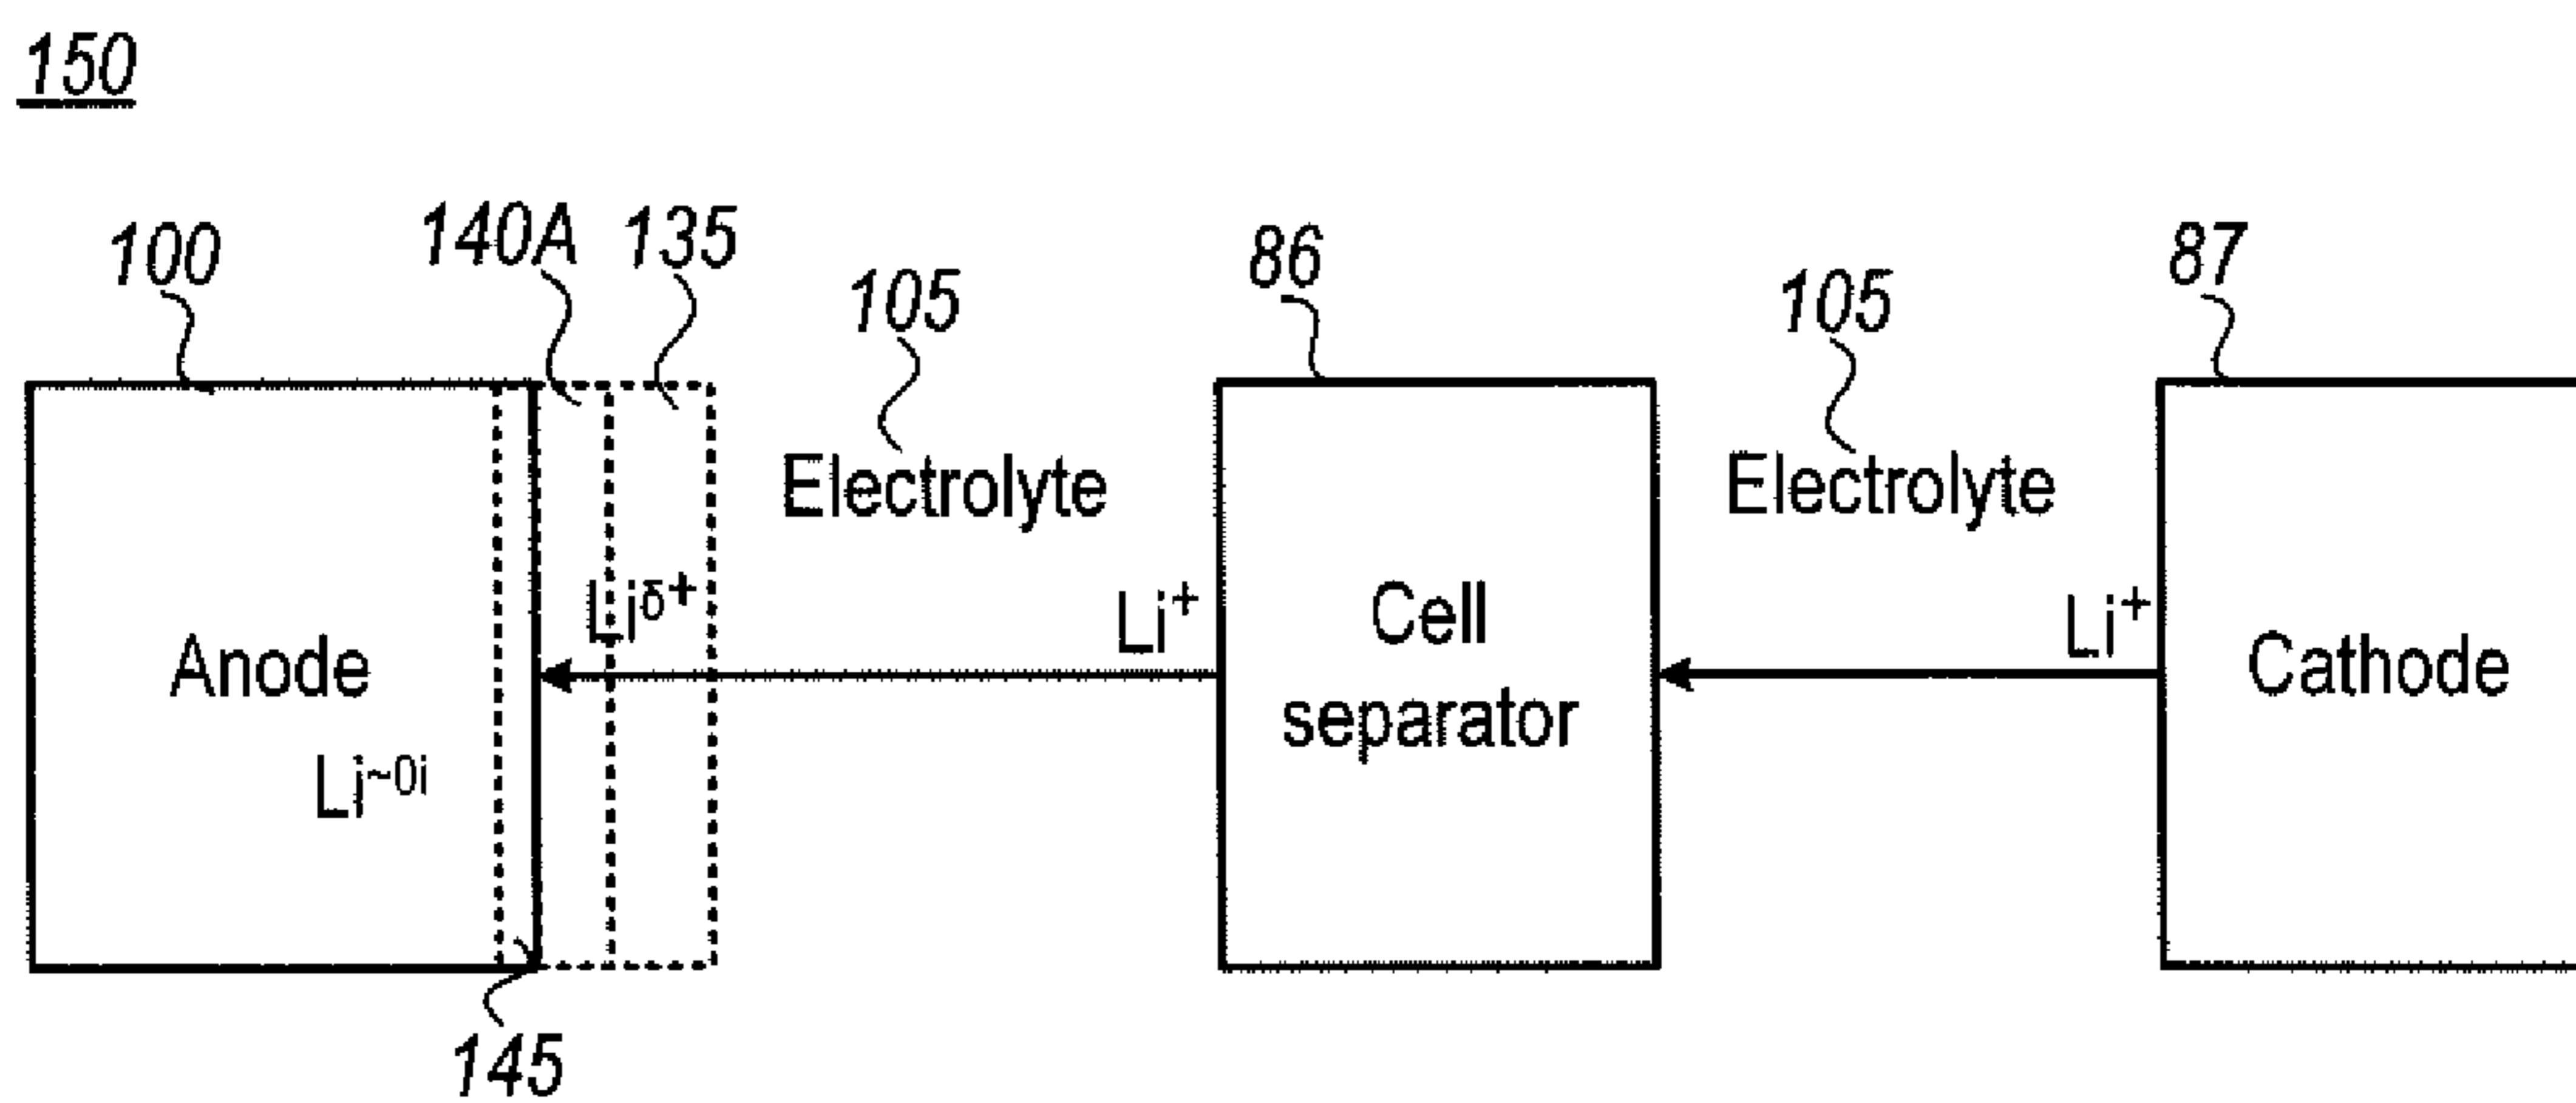 150
100
140A
135
105
86
105
87
Electrolyte
Electrolyte
Liδ+
Li+
Li+
Anode
Cell
separator
Cathode
Li~0i
145